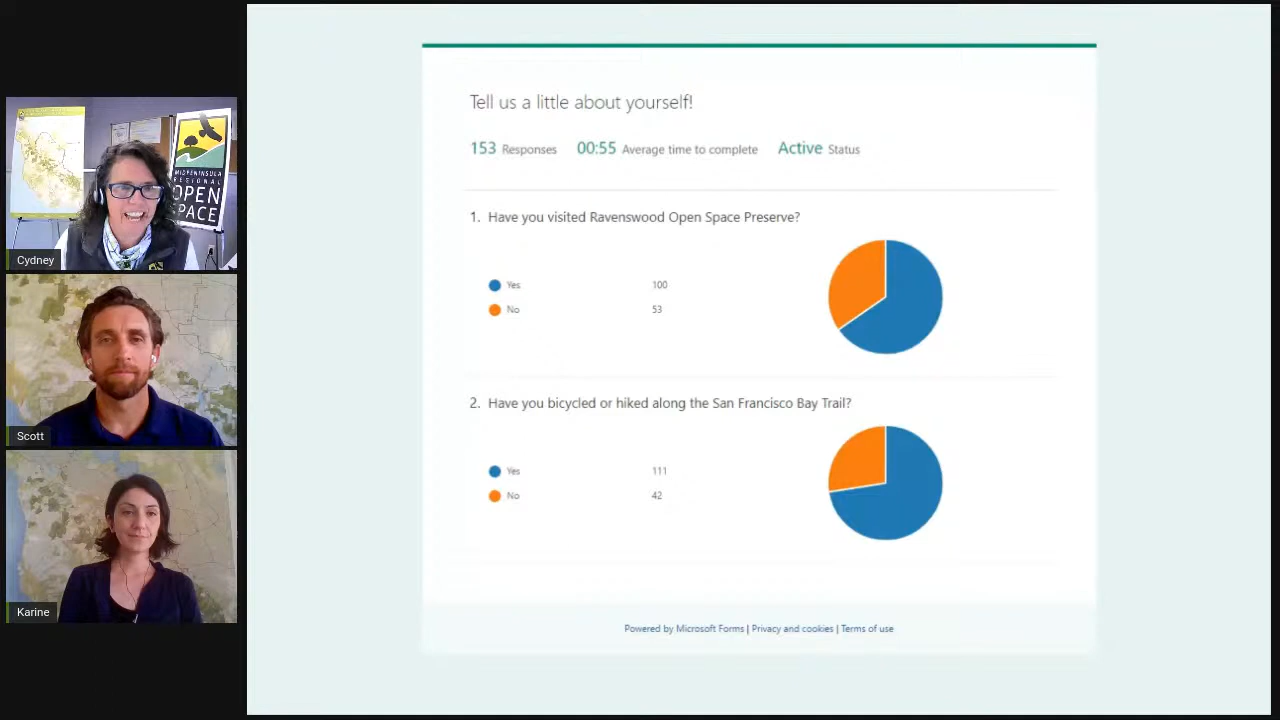 MIDPENINSULA
REGIONAL
OPEN
SPACE
Cydney
Scott
Karine
Tell us a little about yourself!
153 Responses 00:55 Average time to complete Active Status
1. Have you visited Ravenswood Open Space Preserve?
Yes 100
No 53
2. Have you bicycled or hiked along the San Francisco Bay Trail?
Yes 111
No 42
Powered by Microsoft Forms | Privacy and cookies | Terms of use